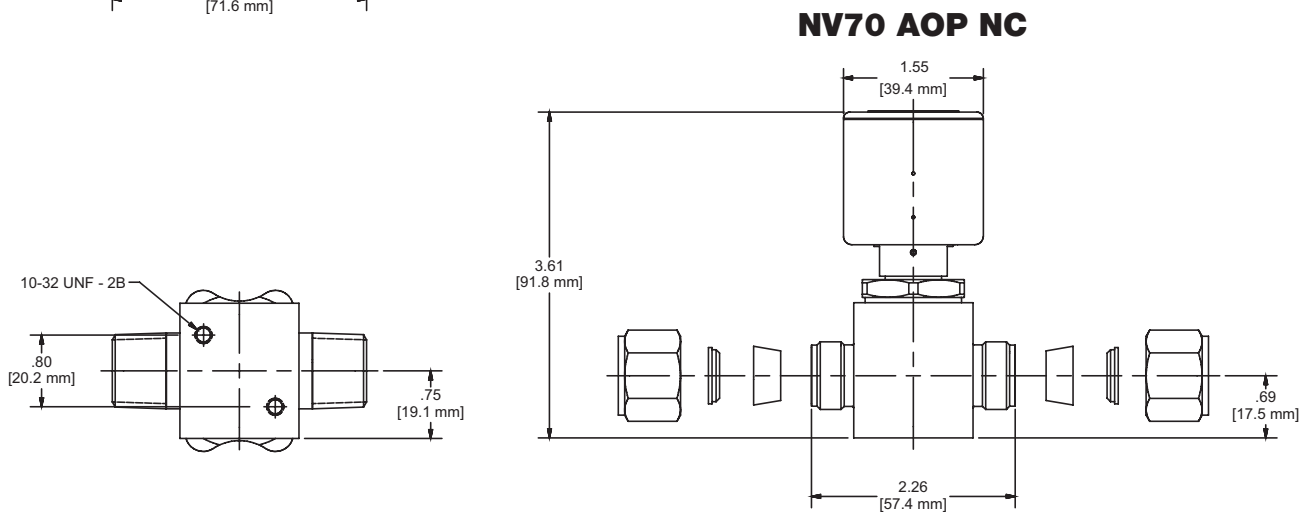 [71.6 mm]
NV70 AOP NC
1.55
[39.4 mm]
3.61
[91.8 mm]
10-32 UNF - 2B
.80
[20.2 mm]
.75
[19.1 mm]
.69
[17.5 mm]
2.26
[57.4 mm]